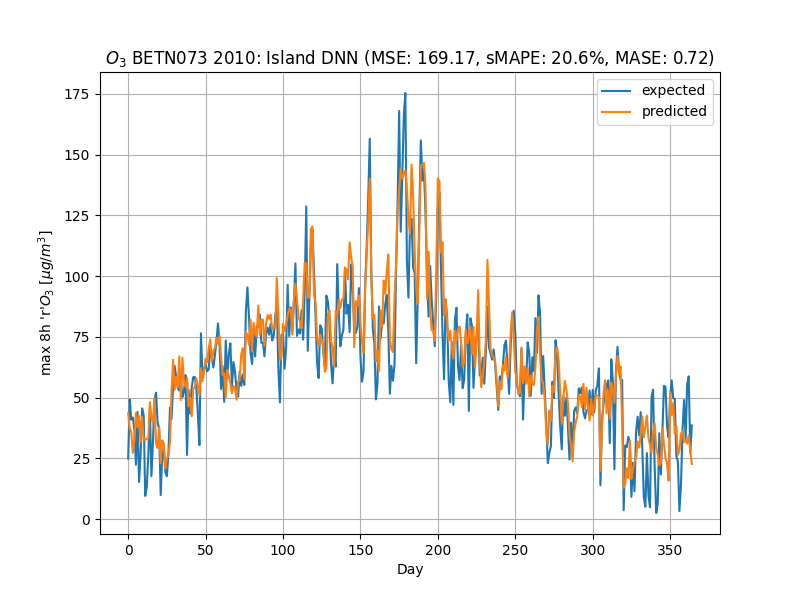 O3 BETN073 2010: Island DNN (MSE: 169.17, sMAPE: 20.6%, MASE: 0.72)
max 8h 'r'O3 [μg/m3]
175
150
125
100
75
50
25
0
0 50 100 150 200 250 300 350
Day
expected
predicted